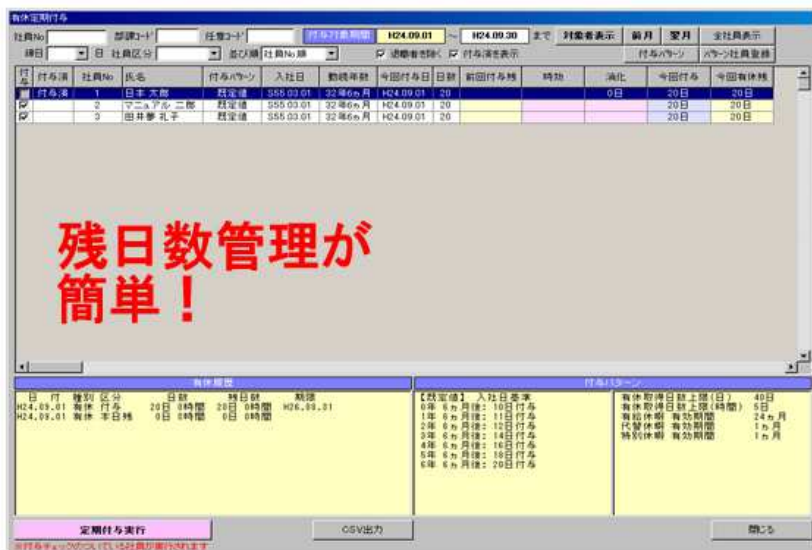 有休定期付与
社員No 部課コード 任意コード 付与対象期間 H24.09.01 ～ H24.09.30 まで 対象者表示 前月 翌月 全社員表示
締日 日 社員区分 並び順 社員No.順 退職者を除く 付与済を表示 付与パターン パターン社員登録
付与 付与済 社員No 氏名 付与パターン 入社日 勤続年数 今回付与日 日数 前回付与残 時効 消化 今回付与 今回有休残
付与済 1 日本 太郎 既定値 S55.03.01 32年6ヵ月 H24.09.01 20 0日 20日 20日
2 マニュアル 二郎 既定値 S55.03.01 32年6ヵ月 H24.09.01 20 20日 20日
3 田井夢 礼子 既定値 S55.03.01 32年6ヵ月 H24.09.01 20 20日 20日
残日数管理が
簡単！
有休履歴
日 付 種別 区分 日数 残日数 期限
H24.09.01 有休 付与 20日 0時間 20日 0時間 H26.08.31
H24.09.01 有休 本日残 0日 0時間 0日 0時間
付与パターン
【既定値】 入社日基準
0年 6ヵ月後: 10日付与
1年 6ヵ月後: 11日付与
2年 6ヵ月後: 12日付与
3年 6ヵ月後: 14日付与
4年 6ヵ月後: 16日付与
5年 6ヵ月後: 18日付与
6年 6ヵ月後: 20日付与
有休取得日数上限(日) 40日
有休取得日数上限(時間) 5日
有給休暇 有効期間 24ヵ月
代替休暇 有効期間 1ヵ月
特別休暇 有効期間 1ヵ月
定期付与実行 CSV出力 閉じる
※付与チェックのついている社員が実行されます